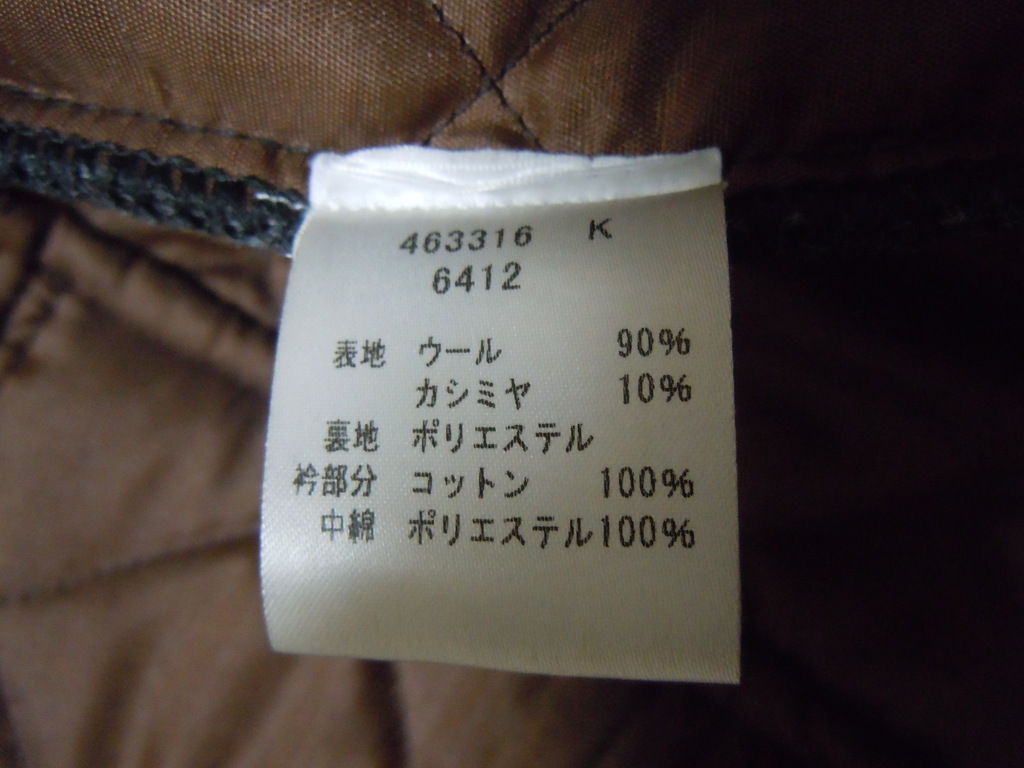 463316 K
6412
表地 ウール 90%
カシミヤ 10%
裏地 ポリエステル
衿部分 コットン 100%
中綿 ポリエステル100%